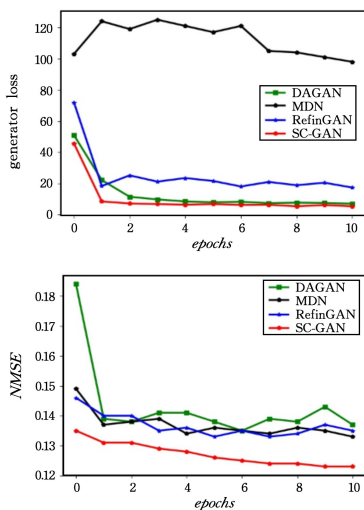 120
100
80
60
40
20
0
generator loss
DAGAN
MDN
RefinGAN
SC-GAN
0 2 4 6 8 10
epochs
0.18
0.17
0.16
0.15
0.14
0.13
0.12
NMSE
DAGAN
MDN
RefinGAN
SC-GAN
0 2 4 6 8 10
epochs